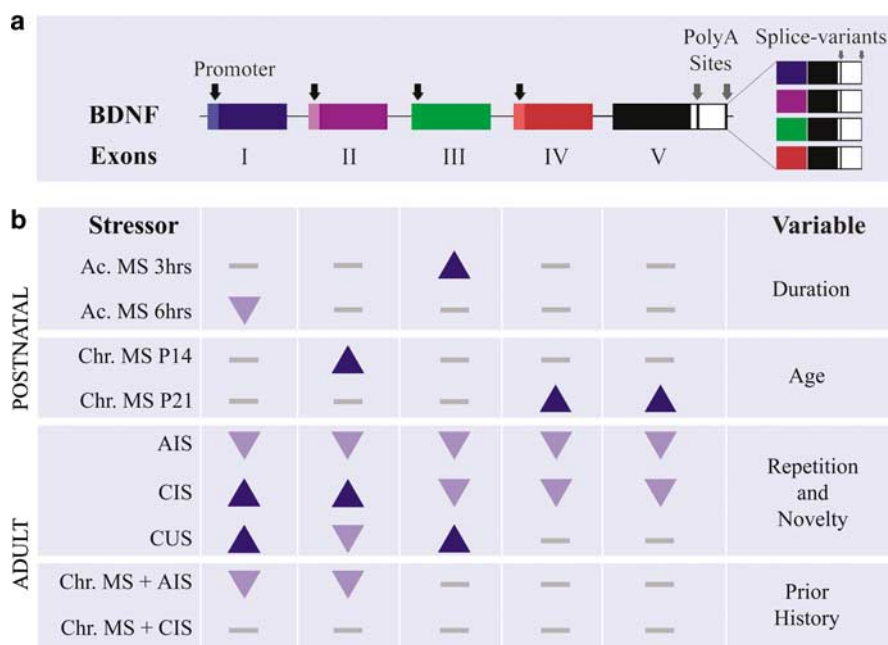 a
Promoter
PolyA
Sites
Splice-variants
BDNF
Exons I II III IV V
b
Stressor Variable
POSTNATAL
Ac. MS 3hrs
Ac. MS 6hrs
Duration
Chr. MS P14
Chr. MS P21
Age
ADULT
AIS
CIS
CUS
Repetition
and
Novelty
Chr. MS + AIS
Chr. MS + CIS
Prior
History